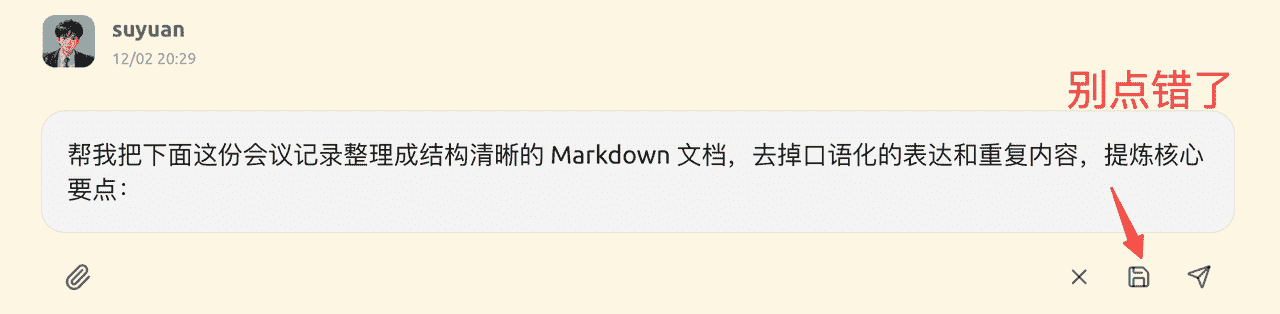 suyuan
12/02 20:29
别点错了
帮我把下面这份会议记录整理成结构清晰的 Markdown 文档，去掉口语化的表达和重复内容，提炼核心
要点：